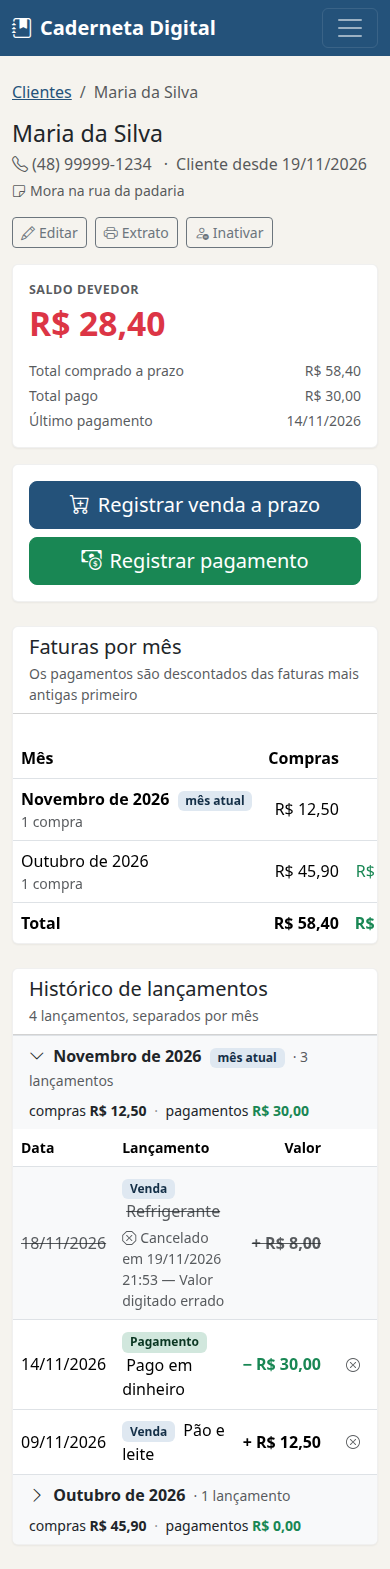 Caderneta Digital
Clientes / Maria da Silva
Maria da Silva
(48) 99999-1234 · Cliente desde 19/11/2026
Mora na rua da padaria
Editar Extrato Inativar
SALDO DEVEDOR
R$ 28,40
Total comprado a prazo R$ 58,40
Total pago R$ 30,00
Último pagamento 14/11/2026
Registrar venda a prazo
Registrar pagamento
Faturas por mês
Os pagamentos são descontados das faturas mais
antigas primeiro
Mês Compras
Novembro de 2026 mês atual R$ 12,50
1 compra
Outubro de 2026 R$ 45,90 R$
1 compra
Total R$ 58,40 R$
Histórico de lançamentos
4 lançamentos, separados por mês
Novembro de 2026 mês atual · 3
lançamentos
compras R$ 12,50 · pagamentos R$ 30,00
Data Lançamento Valor
Venda
Refrigerante
18/11/2026 Cancelado + R$ 8,00
em 19/11/2026
21:53 — Valor
digitado errado
Pagamento
14/11/2026 Pago em − R$ 30,00
dinheiro
09/11/2026 Venda Pão e + R$ 12,50
leite
Outubro de 2026 · 1 lançamento
compras R$ 45,90 · pagamentos R$ 0,00